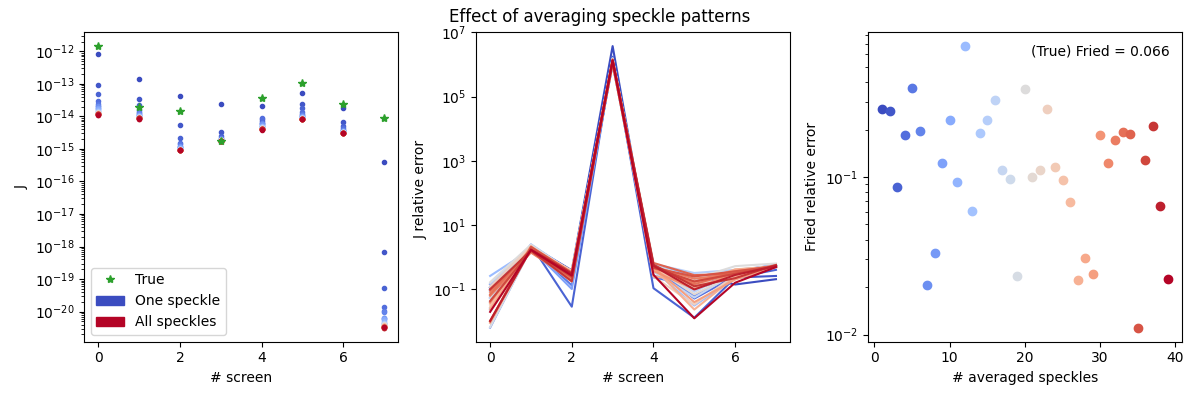 Effect of averaging speckle patterns
10⁻¹²
10⁻¹³
10⁻¹⁴
10⁻¹⁵
10⁻¹⁶
10⁻¹⁷
10⁻¹⁸
10⁻¹⁹
10⁻²⁰
J
True
One speckle
All speckles
0 2 4 6
# screen
10⁷
10⁵
10³
10¹
10⁻¹
J relative error
0 2 4 6
# screen
(True) Fried = 0.066
10⁻¹
10⁻²
Fried relative error
0 10 20 30 40
# averaged speckles